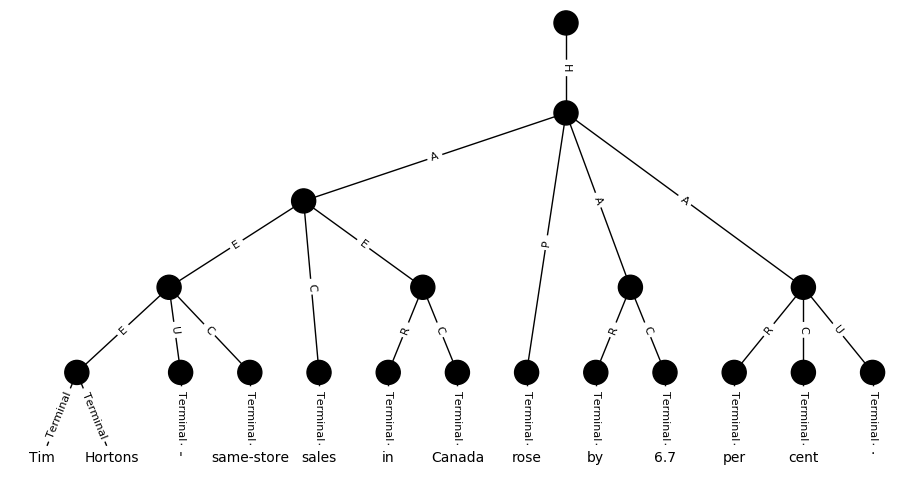 H
A
A
A
P
E
E
C
E
U
C
R
C
R
C
R
C
U
Terminal Terminal Terminal Terminal Terminal Terminal Terminal Terminal Terminal Terminal Terminal Terminal Terminal
Tim Hortons ' same-store sales in Canada rose by 6.7 per cent .